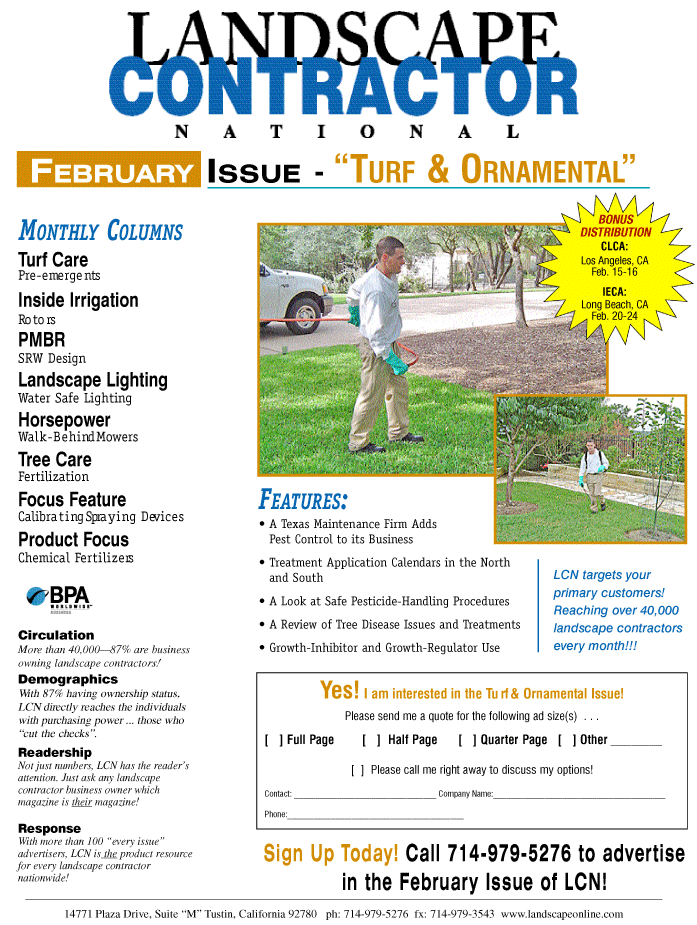 LANDSCAPE
CONTRACTOR
NATIONAL
FEBRUARY ISSUE - “TURF & ORNAMENTAL”
BONUS
DISTRIBUTION
CLCA:
Los Angeles, CA
Feb. 15-16
IECA:
Long Beach, CA
Feb. 20-24
MONTHLY COLUMNS
Turf Care
Pre-emergents
Inside Irrigation
Rotors
PMBR
SRW Design
Landscape Lighting
Water Safe Lighting
Horsepower
Walk-Behind Mowers
Tree Care
Fertilization
Focus Feature
Calibrating Spraying Devices
Product Focus
Chemical Fertilizers
BPA
WORLDWIDE
Circulation
More than 40,000—87% are business
owning landscape contractors!
Demographics
With 87% having ownership status,
LCN directly reaches the individuals
with purchasing power ... those who
“cut the checks”.
Readership
Not just numbers, LCN has the reader's
attention. Just ask any landscape
contractor business owner which
magazine is their magazine!
Response
With more than 100 “every issue”
advertisers, LCN is the product resource
for every landscape contractor
nationwide!
FEATURES:
• A Texas Maintenance Firm Adds
Pest Control to its Business
• Treatment Application Calendars in the North
and South
• A Look at Safe Pesticide-Handling Procedures
• A Review of Tree Disease Issues and Treatments
• Growth-Inhibitor and Growth-Regulator Use
LCN targets your
primary customers!
Reaching over 40,000
landscape contractors
every month!!!
Yes! I am interested in the Turf & Ornamental Issue!
Please send me a quote for the following ad size(s) . . .
[ ] Full Page [ ] Half Page [ ] Quarter Page [ ] Other ________
[ ] Please call me right away to discuss my options!
Contact: ______________________________ Company Name:____________________________________
Phone:_____________________________________
Sign Up Today! Call 714-979-5276 to advertise
in the February Issue of LCN!
14771 Plaza Drive, Suite “M” Tustin, California 92780 ph: 714-979-5276 fx: 714-979-3543 www.landscapeonline.com